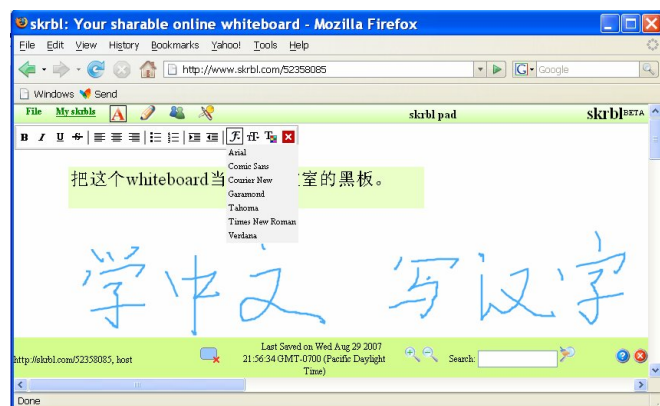 skrbl: Your sharable online whiteboard - Mozilla Firefox
File Edit View History Bookmarks Yahoo! Tools Help
http://www.skrbl.com/52358085
G Google
Windows Send
File My skrbls A skrbl pad skrbl BETA
B I U S F T T
Arial
Comic Sans
Courier New
Garamond
Tahoma
Times New Roman
Verdana
把这个whiteboard当 室的黑板。
学中文 写汉字
http://skrbl.com/52358085, host
Last Saved on Wed Aug 29 2007
21:56:34 GMT-0700 (Pacific Daylight
Time)
Search:
Done